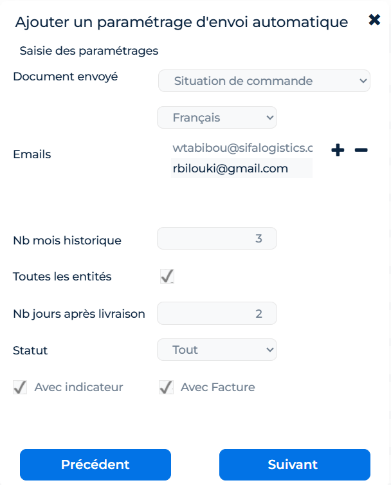 Ajouter un paramétrage d'envoi automatique
Saisie des paramétrages
Document envoyé Situation de commande
Français
Emails wtabibou@sifalogistics.c
rbilouki@gmail.com
Nb mois historique 3
Toutes les entités
Nb jours après livraison 2
Statut Tout
Avec indicateur Avec Facture
Précédent Suivant